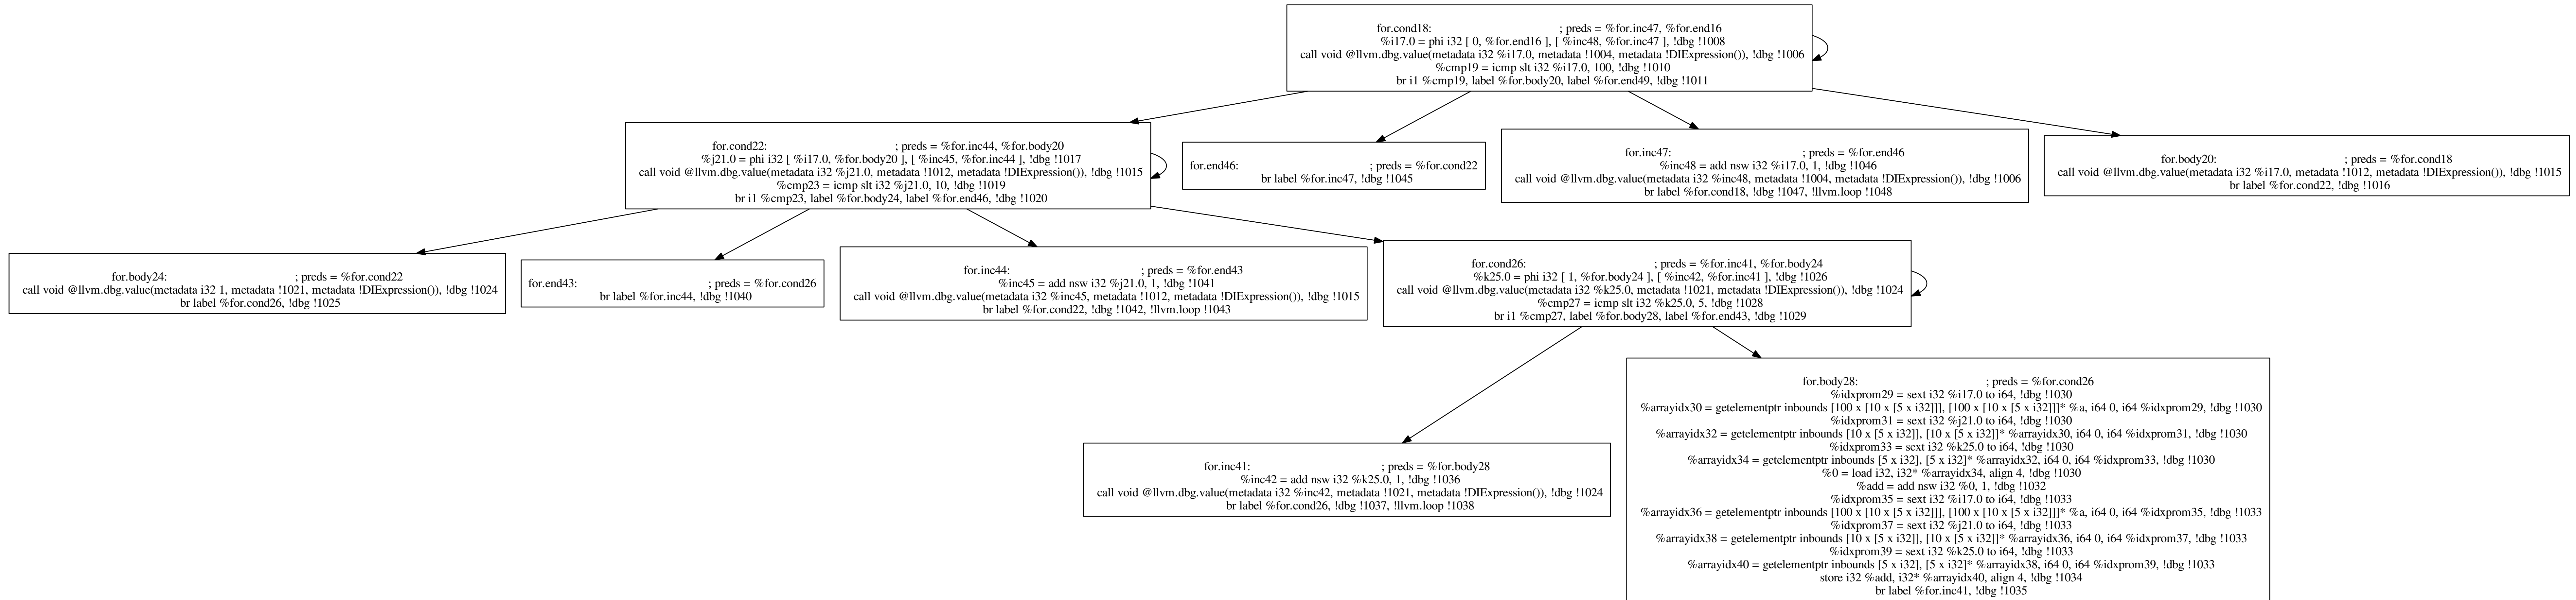 for.cond18: ; preds = %for.inc47, %for.end16
%i17.0 = phi i32 [ 0, %for.end16 ], [ %inc48, %for.inc47 ], !dbg !1008
call void @llvm.dbg.value(metadata i32 %i17.0, metadata !1004, metadata !DIExpression()), !dbg !1006
%cmp19 = icmp slt i32 %i17.0, 100, !dbg !1010
br i1 %cmp19, label %for.body20, label %for.end49, !dbg !1011
for.cond22: ; preds = %for.inc44, %for.body20
%j21.0 = phi i32 [ %i17.0, %for.body20 ], [ %inc45, %for.inc44 ], !dbg !1017
call void @llvm.dbg.value(metadata i32 %j21.0, metadata !1012, metadata !DIExpression()), !dbg !1015
%cmp23 = icmp slt i32 %j21.0, 10, !dbg !1019
br i1 %cmp23, label %for.body24, label %for.end46, !dbg !1020
for.end46: ; preds = %for.cond22
br label %for.inc47, !dbg !1045
for.inc47: ; preds = %for.end46
%inc48 = add nsw i32 %i17.0, 1, !dbg !1046
call void @llvm.dbg.value(metadata i32 %inc48, metadata !1004, metadata !DIExpression()), !dbg !1006
br label %for.cond18, !dbg !1047, !llvm.loop !1048
for.body20: ; preds = %for.cond18
call void @llvm.dbg.value(metadata i32 %i17.0, metadata !1012, metadata !DIExpression()), !dbg !1015
br label %for.cond22, !dbg !1016
for.body24: ; preds = %for.cond22
call void @llvm.dbg.value(metadata i32 1, metadata !1021, metadata !DIExpression()), !dbg !1024
br label %for.cond26, !dbg !1025
for.end43: ; preds = %for.cond26
br label %for.inc44, !dbg !1040
for.inc44: ; preds = %for.end43
%inc45 = add nsw i32 %j21.0, 1, !dbg !1041
call void @llvm.dbg.value(metadata i32 %inc45, metadata !1012, metadata !DIExpression()), !dbg !1015
br label %for.cond22, !dbg !1042, !llvm.loop !1043
for.cond26: ; preds = %for.inc41, %for.body24
%k25.0 = phi i32 [ 1, %for.body24 ], [ %inc42, %for.inc41 ], !dbg !1026
call void @llvm.dbg.value(metadata i32 %k25.0, metadata !1021, metadata !DIExpression()), !dbg !1024
%cmp27 = icmp slt i32 %k25.0, 5, !dbg !1028
br i1 %cmp27, label %for.body28, label %for.end43, !dbg !1029
for.inc41: ; preds = %for.body28
%inc42 = add nsw i32 %k25.0, 1, !dbg !1036
call void @llvm.dbg.value(metadata i32 %inc42, metadata !1021, metadata !DIExpression()), !dbg !1024
br label %for.cond26, !dbg !1037, !llvm.loop !1038
for.body28: ; preds = %for.cond26
%idxprom29 = sext i32 %i17.0 to i64, !dbg !1030
%arrayidx30 = getelementptr inbounds [100 x [10 x [5 x i32]]], [100 x [10 x [5 x i32]]]* %a, i64 0, i64 %idxprom29, !dbg !1030
%idxprom31 = sext i32 %j21.0 to i64, !dbg !1030
%arrayidx32 = getelementptr inbounds [10 x [5 x i32]], [10 x [5 x i32]]* %arrayidx30, i64 0, i64 %idxprom31, !dbg !1030
%idxprom33 = sext i32 %k25.0 to i64, !dbg !1030
%arrayidx34 = getelementptr inbounds [5 x i32], [5 x i32]* %arrayidx32, i64 0, i64 %idxprom33, !dbg !1030
%0 = load i32, i32* %arrayidx34, align 4, !dbg !1030
%add = add nsw i32 %0, 1, !dbg !1032
%idxprom35 = sext i32 %i17.0 to i64, !dbg !1033
%arrayidx36 = getelementptr inbounds [100 x [10 x [5 x i32]]], [100 x [10 x [5 x i32]]]* %a, i64 0, i64 %idxprom35, !dbg !1033
%idxprom37 = sext i32 %j21.0 to i64, !dbg !1033
%arrayidx38 = getelementptr inbounds [10 x [5 x i32]], [10 x [5 x i32]]* %arrayidx36, i64 0, i64 %idxprom37, !dbg !1033
%idxprom39 = sext i32 %k25.0 to i64, !dbg !1033
%arrayidx40 = getelementptr inbounds [5 x i32], [5 x i32]* %arrayidx38, i64 0, i64 %idxprom39, !dbg !1033
store i32 %add, i32* %arrayidx40, align 4, !dbg !1034
br label %for.inc41, !dbg !1035